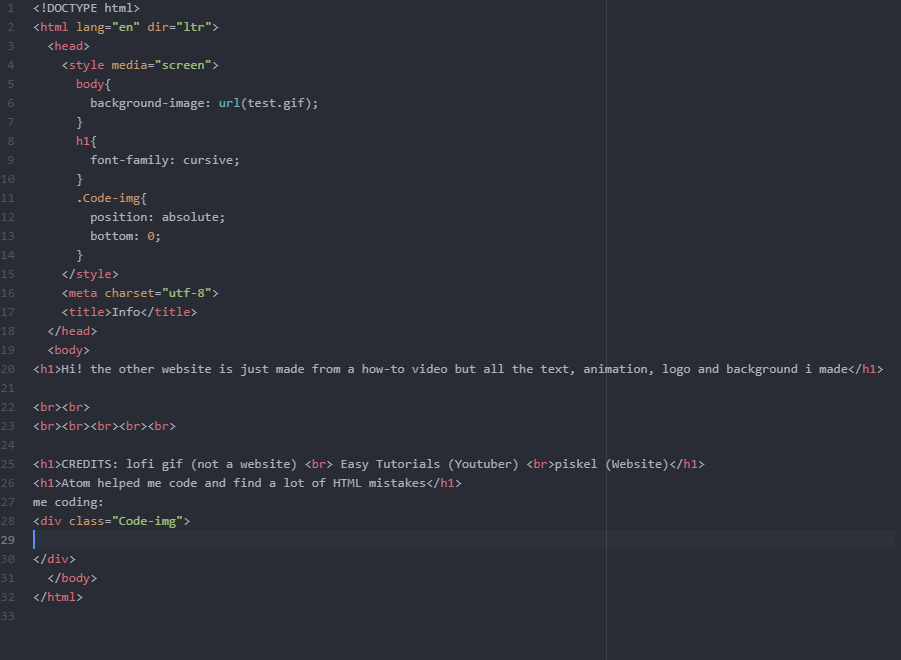 1 <!DOCTYPE html>
2 <html lang="en" dir="ltr">
3   <head>
4     <style media="screen">
5       body{
6         background-image: url(test.gif);
7       }
8       h1{
9         font-family: cursive;
10       }
11       .Code-img{
12         position: absolute;
13         bottom: 0;
14       }
15     </style>
16     <meta charset="utf-8">
17     <title>Info</title>
18   </head>
19   <body>
20 <h1>Hi! the other website is just made from a how-to video but all the text, animation, logo and background i made</h1>
21
22 <br><br>
23 <br><br><br><br><br>
24
25 <h1>CREDITS: lofi gif (not a website) <br> Easy Tutorials (Youtuber) <br>piskel (Website)</h1>
26 <h1>Atom helped me code and find a lot of HTML mistakes</h1>
27 me coding:
28 <div class="Code-img">
29
30 </div>
31   </body>
32 </html>
33